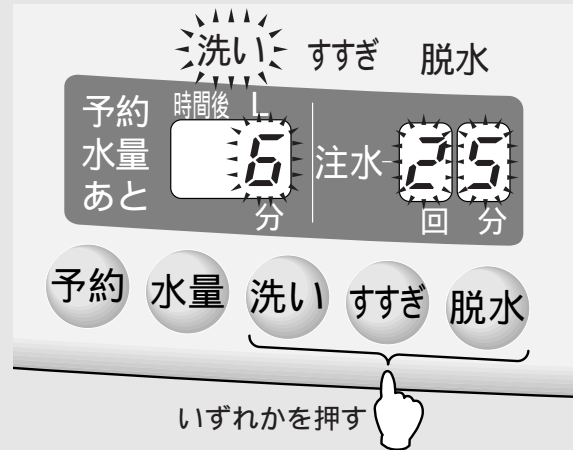 洗い すすぎ 脱水
予約 時間後 L
水量 6 注水 25
あと 分 回 分
予約 水量 洗い すすぎ 脱水
いずれかを押す